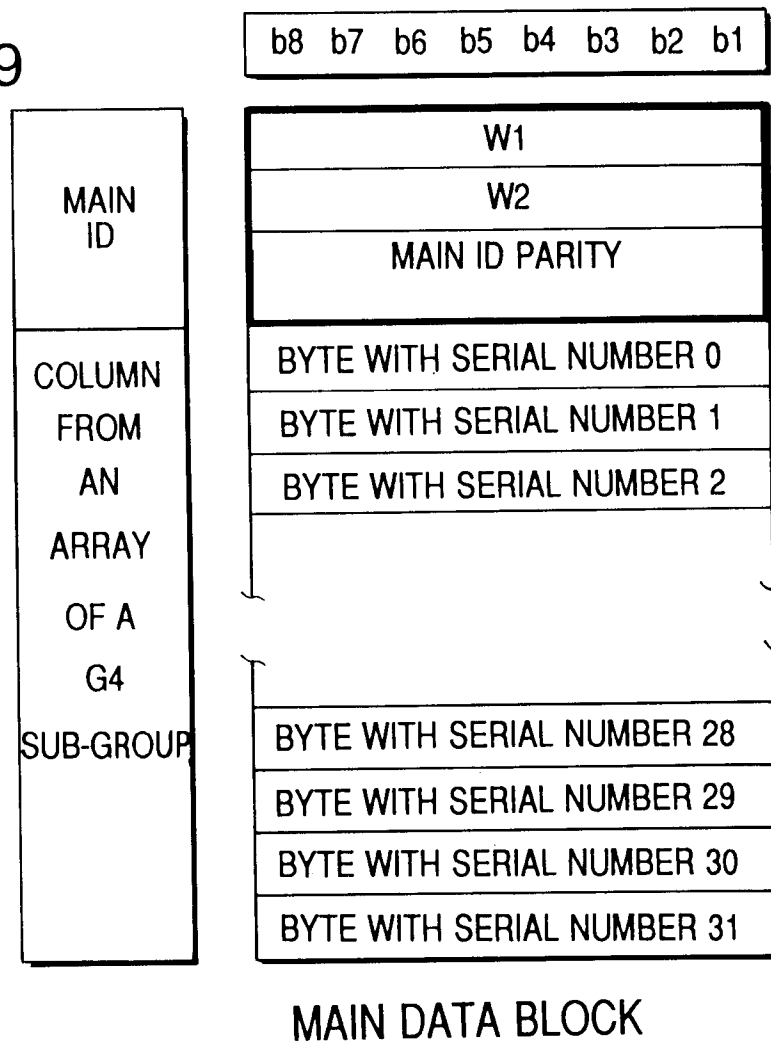 9
b8 b7 b6 b5 b4 b3 b2 b1
MAIN
ID
W1
W2
MAIN ID PARITY
COLUMN
FROM
AN
ARRAY
OF A
G4
SUB-GROUP
BYTE WITH SERIAL NUMBER 0
BYTE WITH SERIAL NUMBER 1
BYTE WITH SERIAL NUMBER 2
BYTE WITH SERIAL NUMBER 28
BYTE WITH SERIAL NUMBER 29
BYTE WITH SERIAL NUMBER 30
BYTE WITH SERIAL NUMBER 31
MAIN DATA BLOCK